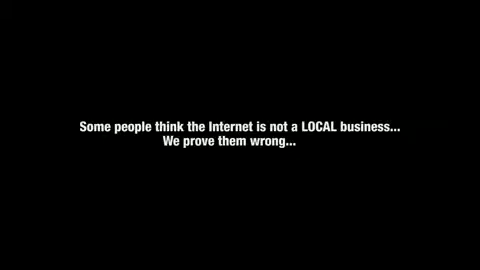 Some people think the Internet is not a LOCAL business...
We prove them wrong...